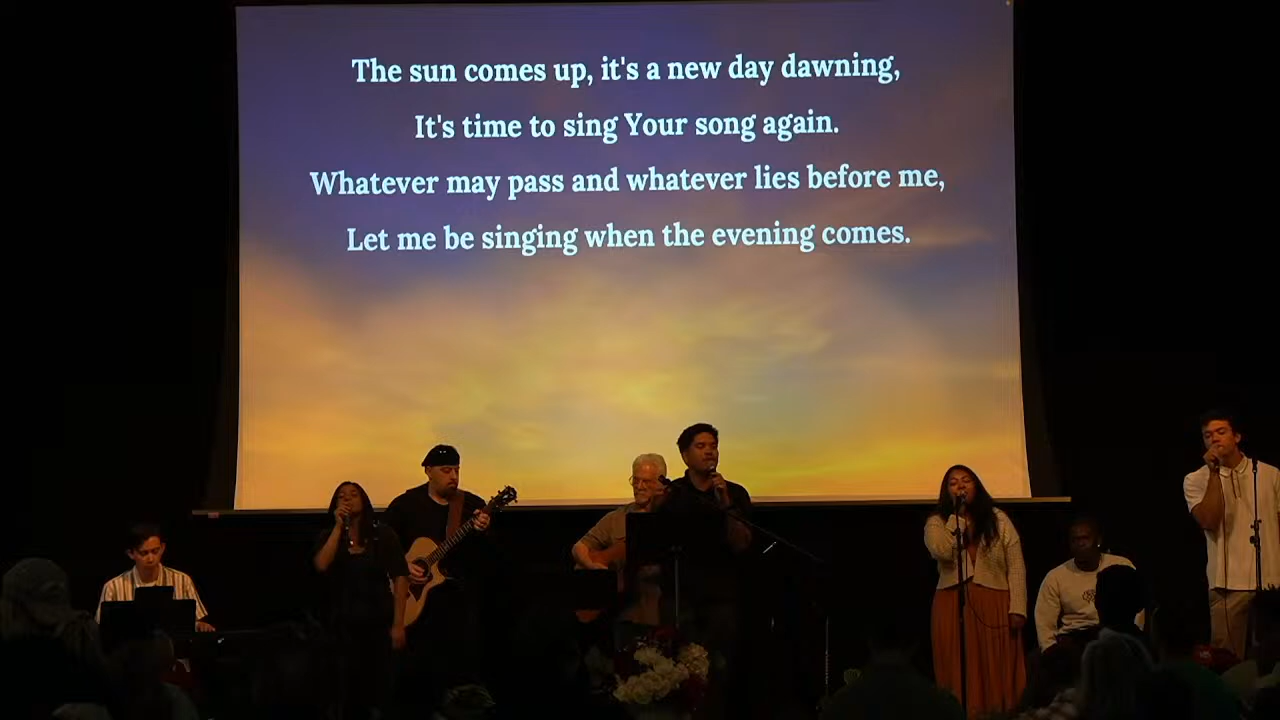 The sun comes up, it's a new day dawning,
It's time to sing Your song again.
Whatever may pass and whatever lies before me,
Let me be singing when the evening comes.